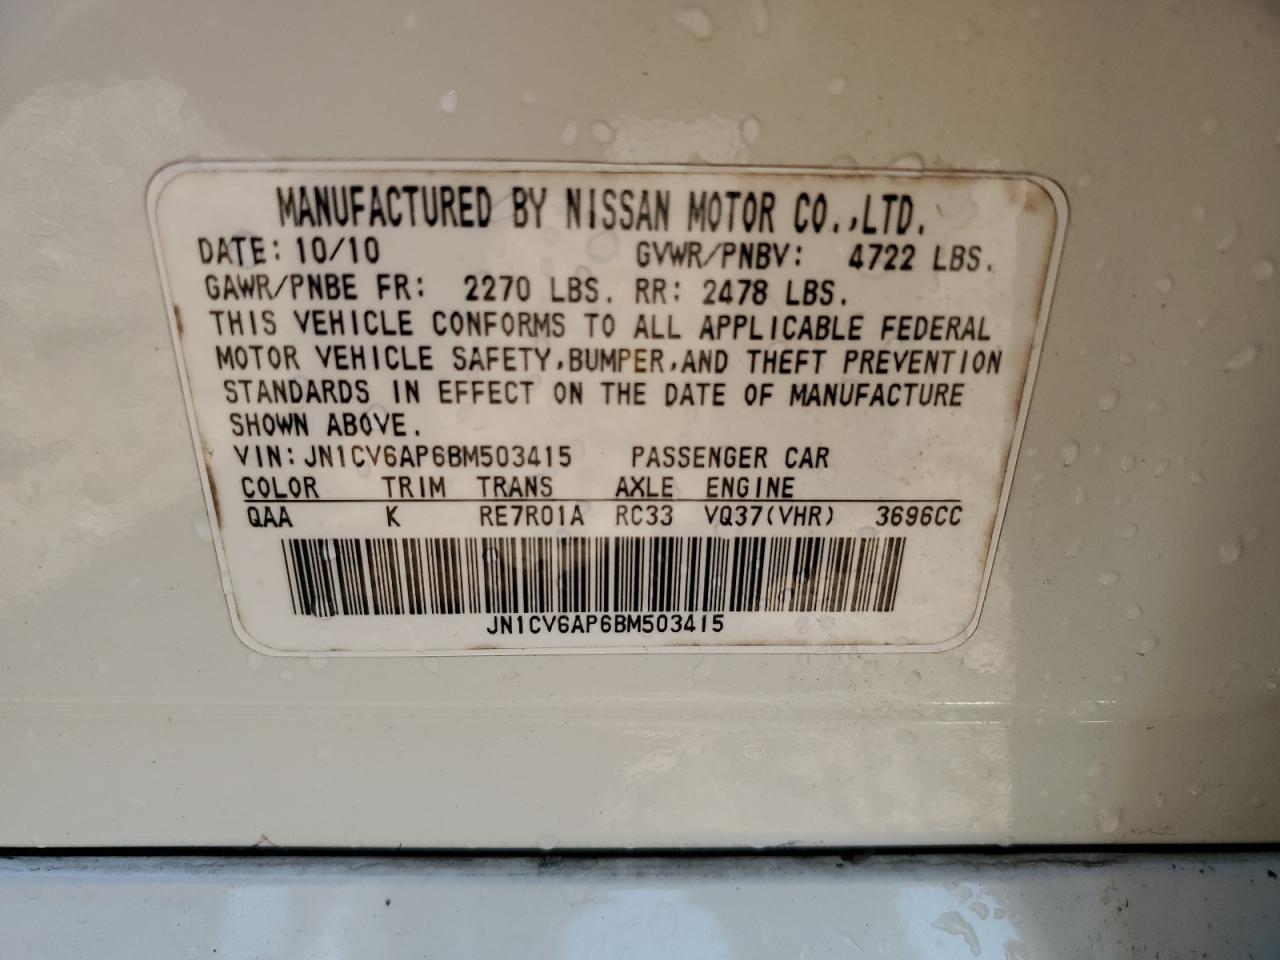 MANUFACTURED BY NISSAN MOTOR CO.,LTD.
DATE: 10/10 GVWR/PNBV: 4722 LBS.
GAWR/PNBE FR: 2270 LBS. RR: 2478 LBS.
THIS VEHICLE CONFORMS TO ALL APPLICABLE FEDERAL
MOTOR VEHICLE SAFETY,BUMPER,AND THEFT PREVENTION
STANDARDS IN EFFECT ON THE DATE OF MANUFACTURE
SHOWN ABOVE.
VIN: JN1CV6AP6BM503415 PASSENGER CAR
COLOR TRIM TRANS AXLE ENGINE
QAA K RE7R01A RC33 VQ37(VHR) 3696CC
JN1CV6AP6BM503415